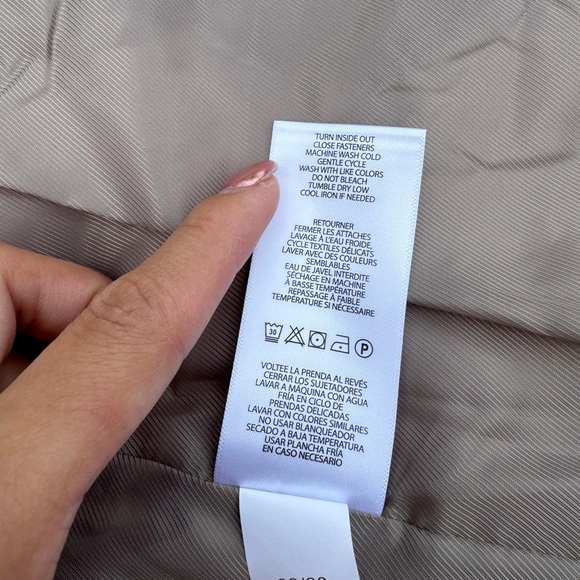 TURN INSIDE OUT
CLOSE FASTENERS
MACHINE WASH COLD
GENTLE CYCLE
WASH WITH LIKE COLORS
DO NOT BLEACH
TUMBLE DRY LOW
COOL IRON IF NEEDED
RETOURNER
FERMER LES ATTACHES
LAVAGE À L'EAU FROIDE,
CYCLE TEXTILES DÉLICATS
LAVER AVEC DES COULEURS
SEMBLABLES
EAU DE JAVEL INTERDITE
SÉCHAGE EN MACHINE
À BASSE TEMPÉRATURE
REPASSAGE À FAIBLE
TEMPÉRATURE SI NÉCESSAIRE
30 P
VOLTEE LA PRENDA AL REVÉS
CERRAR LOS SUJETADORES
LAVAR A MÁQUINA CON AGUA
FRÍA EN CICLO DE
PRENDAS DELICADAS
LAVAR CON COLORES SIMILARES
NO USAR BLANQUEADOR
SECADO A BAJA TEMPERATURA
USAR PLANCHA FRÍA
EN CASO NECESARIO